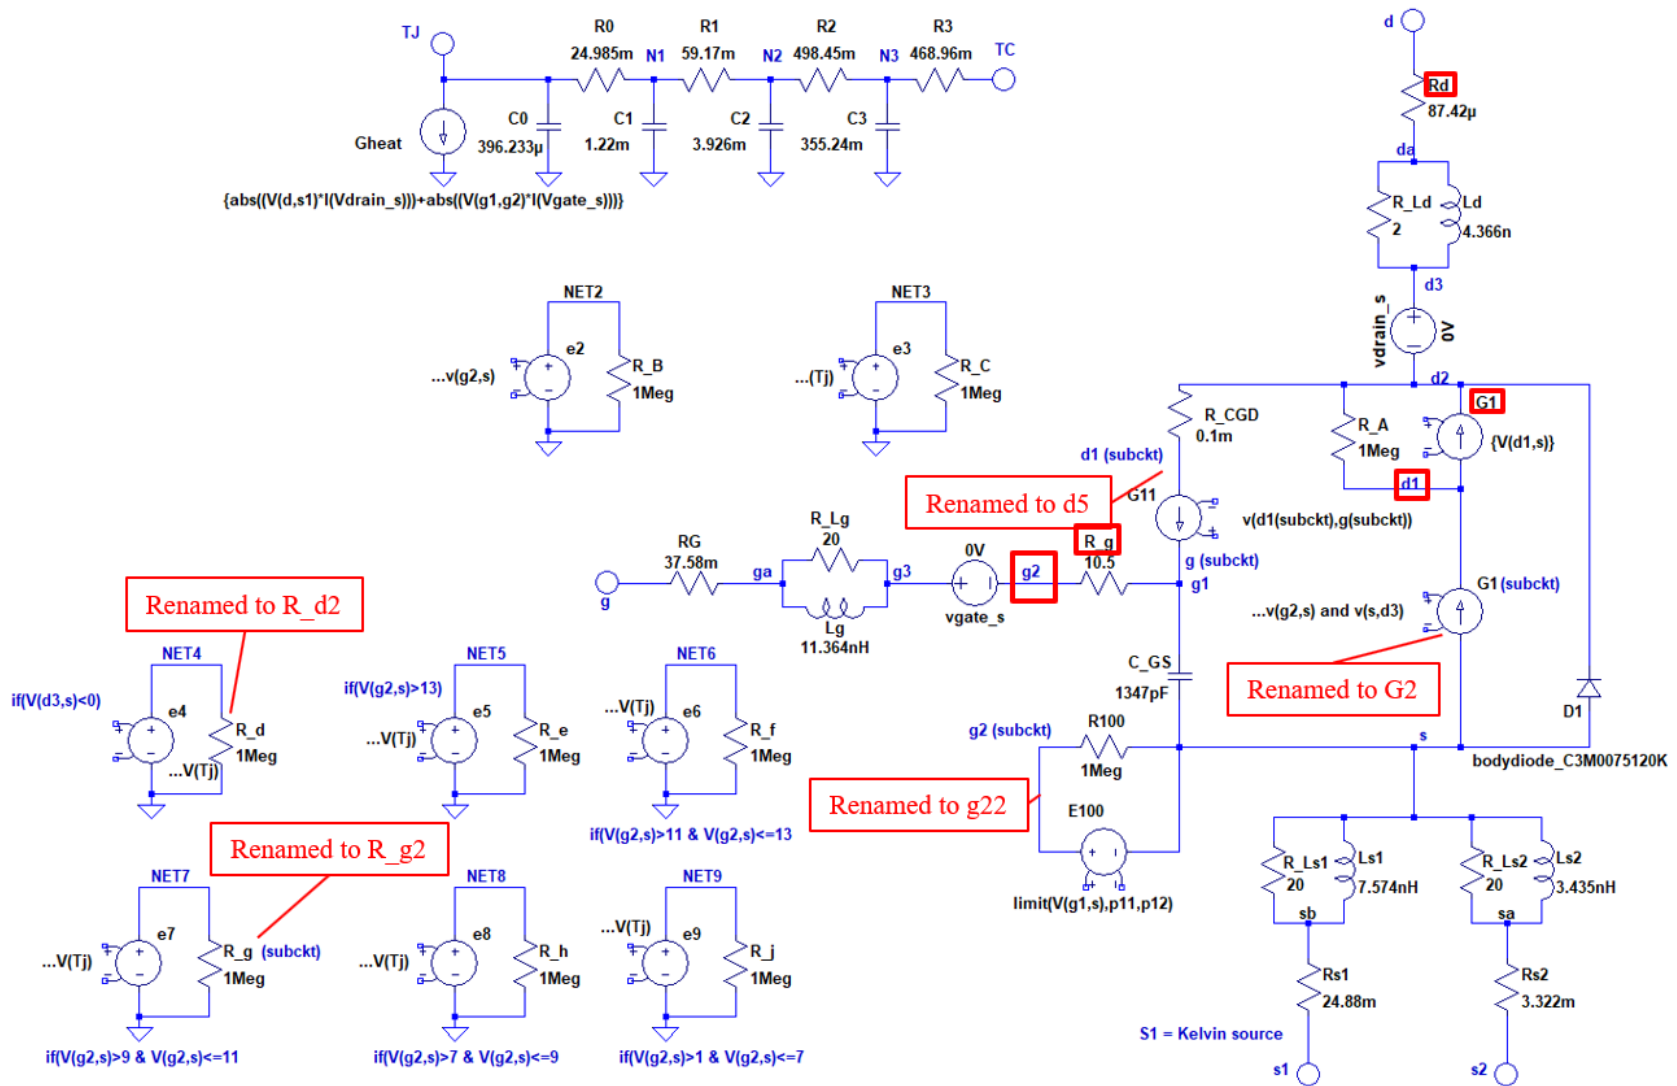 TJ
R0
24.985m
N1
R1
59.17m
N2
R2
498.45m
N3
R3
468.96m
TC
Gheat
C0
396.233µ
C1
1.22m
C2
3.926m
C3
355.24m
{abs((V(d,s1)*I(Vdrain_s)))+abs((V(g1,g2)*I(Vgate_s)))}
d
Rd
87.42µ
da
R_Ld
2
Ld
4.366n
d3
vdrain_s
0V
d2
NET2
e2
...v(g2,s)
R_B
1Meg
NET3
e3
...(Tj)
R_C
1Meg
R_CGD
0.1m
R_A
1Meg
G1
{V(d1,s)}
d1
d1 (subckt)
Renamed to d5
G11
v(d1(subckt),g(subckt))
g (subckt)
g1
R_g
10.5
g2
0V
vgate_s
g3
R_Lg
20
Lg
11.364nH
ga
RG
37.58m
g
G1 (subckt)
...v(g2,s) and v(s,d3)
Renamed to G2
C_GS
1347pF
D1
bodydiode_C3M0075120K
Renamed to R_d2
NET4
if(V(d3,s)<0)
e4
R_d
1Meg
...V(Tj)
NET5
if(V(g2,s)>13)
e5
...V(Tj)
R_e
1Meg
NET6
...V(Tj)
e6
R_f
1Meg
if(V(g2,s)>11 & V(g2,s)<=13
g2 (subckt)
R100
1Meg
s
Renamed to g22
E100
limit(V(g1,s),p11,p12)
Renamed to R_g2
NET7
e7
...V(Tj)
R_g (subckt)
1Meg
if(V(g2,s)>9 & V(g2,s)<=11
NET8
e8
...V(Tj)
R_h
1Meg
if(V(g2,s)>7 & V(g2,s)<=9
NET9
...V(Tj)
e9
R_j
1Meg
if(V(g2,s)>1 & V(g2,s)<=7
R_Ls1
20
Ls1
7.574nH
sb
Rs1
24.88m
R_Ls2
20
Ls2
3.435nH
sa
Rs2
3.322m
S1 = Kelvin source
s1
s2